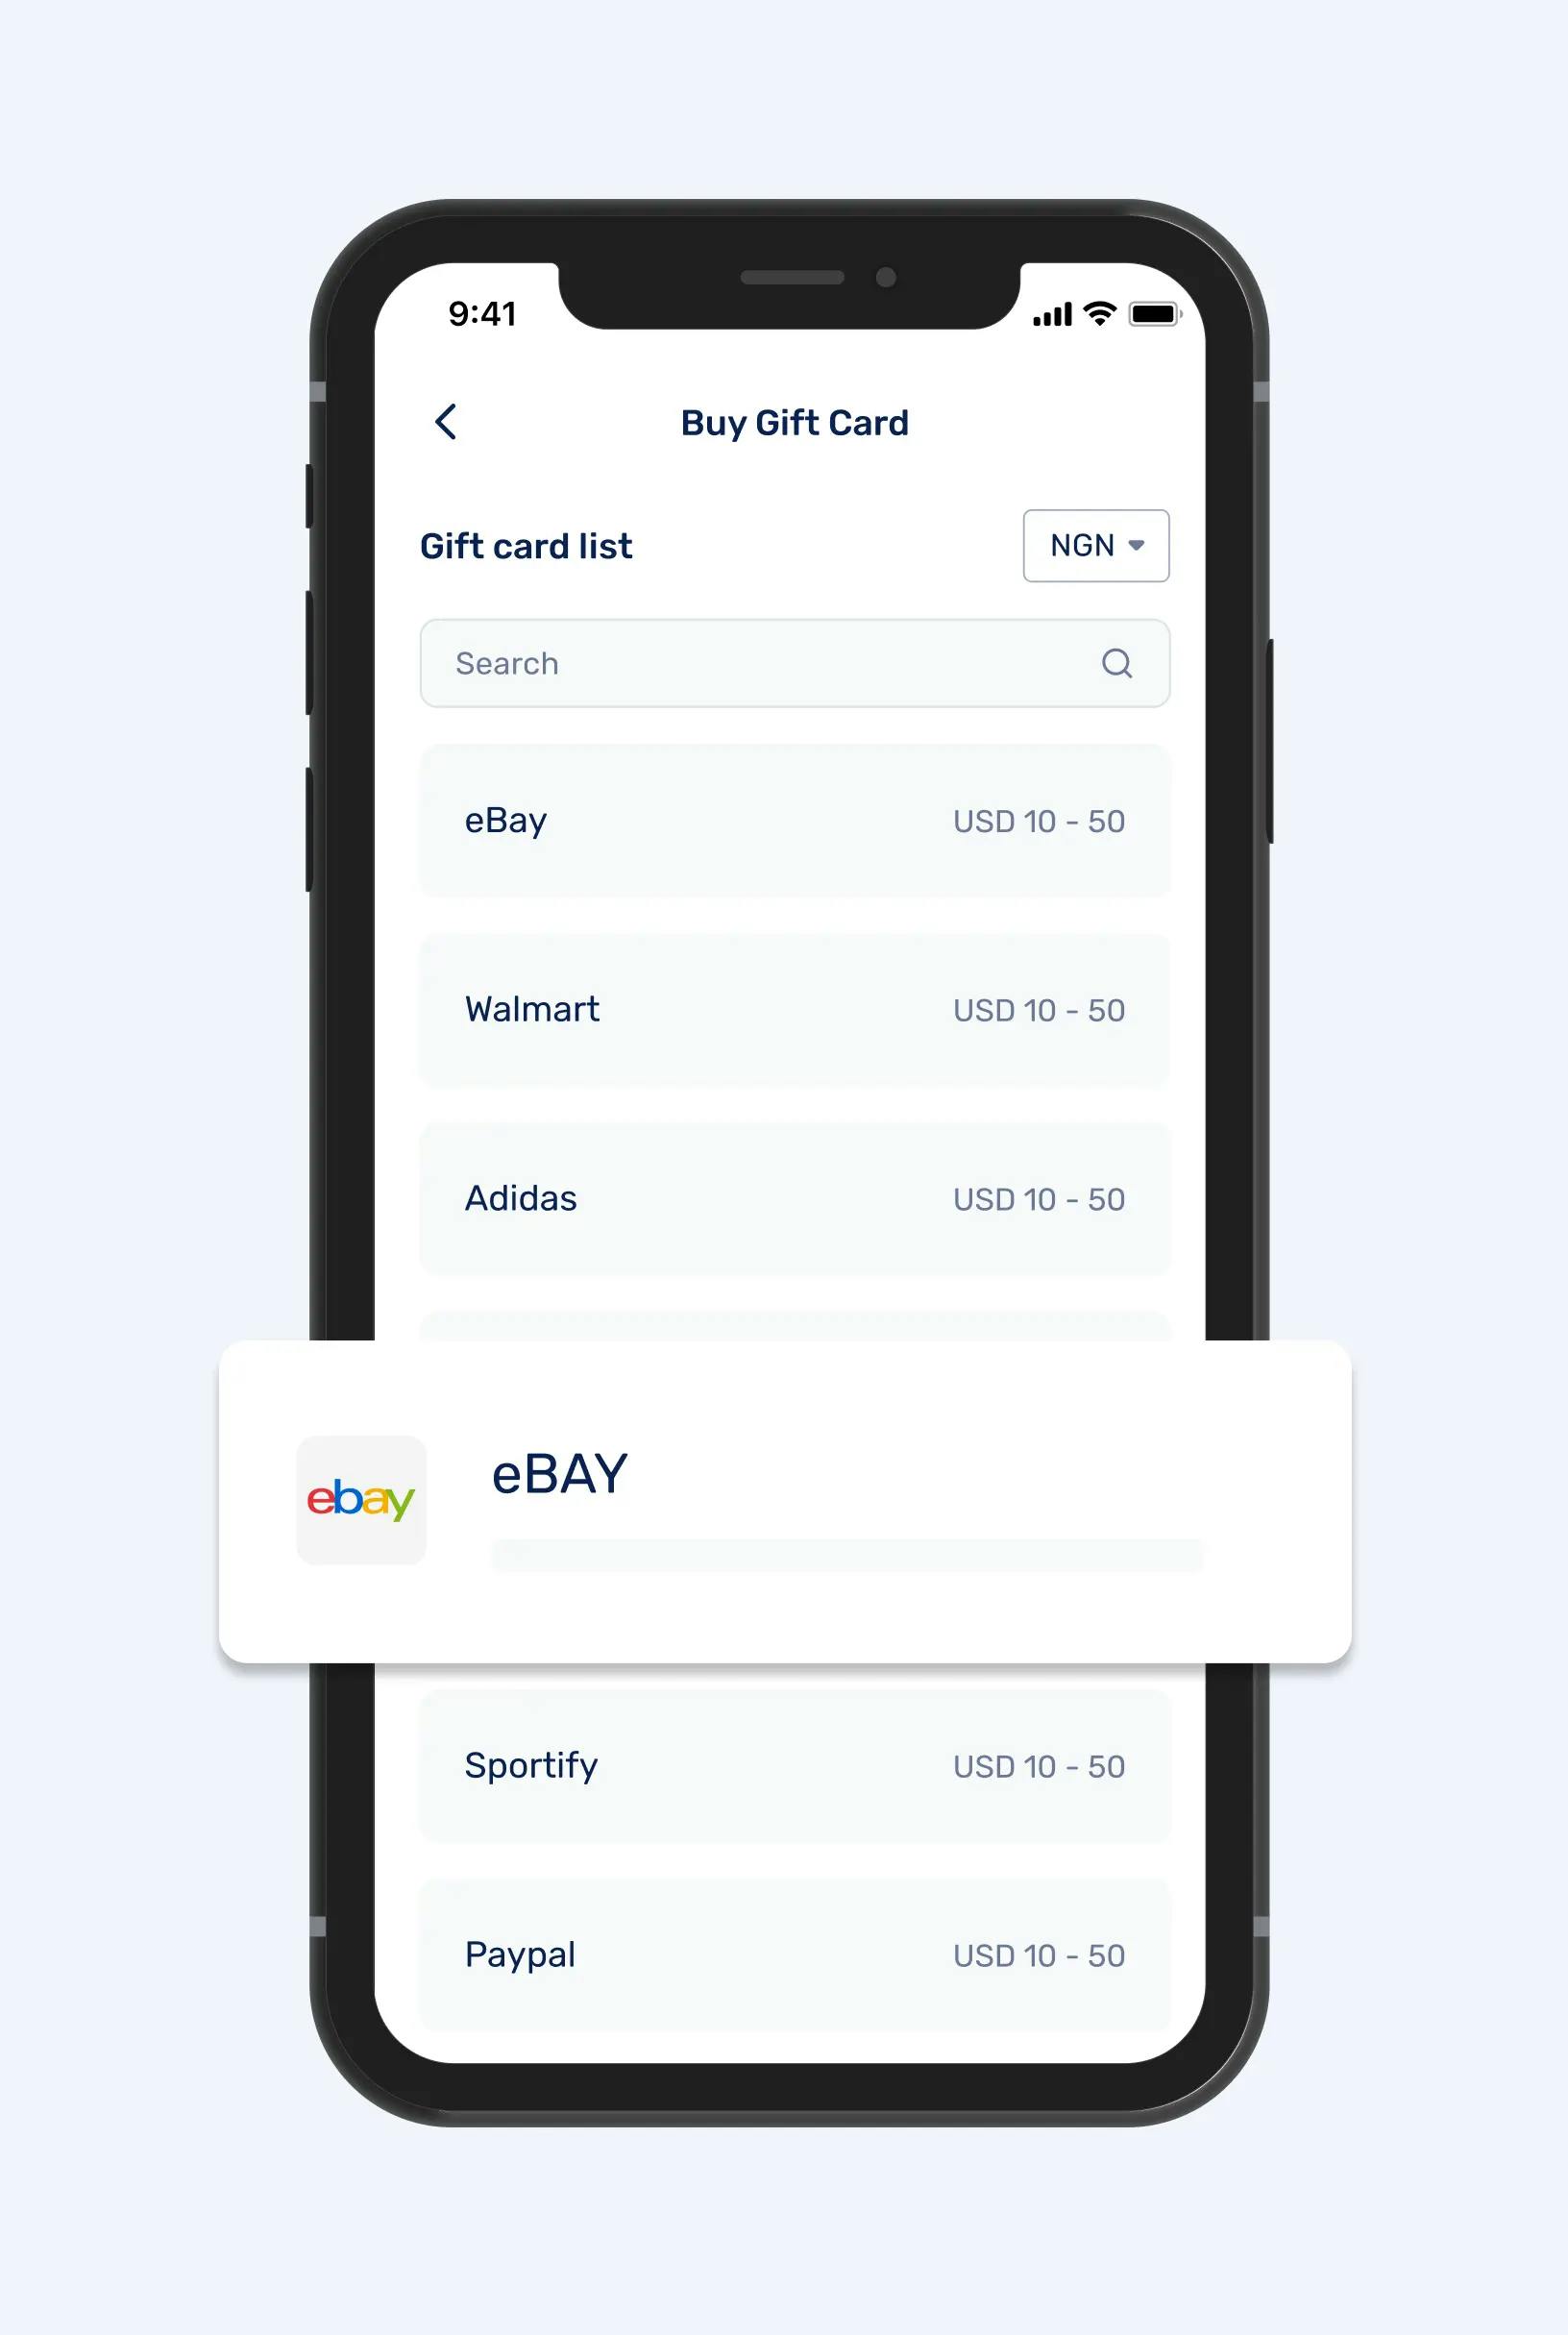 9:41
Buy Gift Card
Gift card list
NGN
Search
eBay USD 10 - 50
Walmart USD 10 - 50
Adidas USD 10 - 50
ebay
eBAY
Sportify USD 10 - 50
Paypal USD 10 - 50